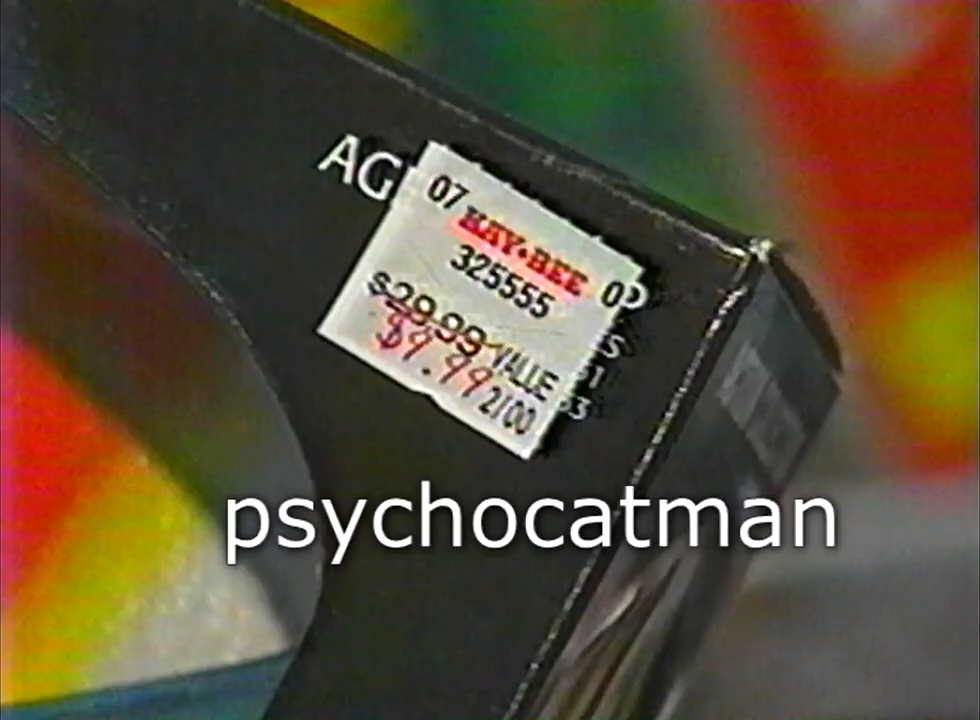 AG
07 KAY·BEE
325555
$29.99 VALUE
$9.99 2/00
psychocatman